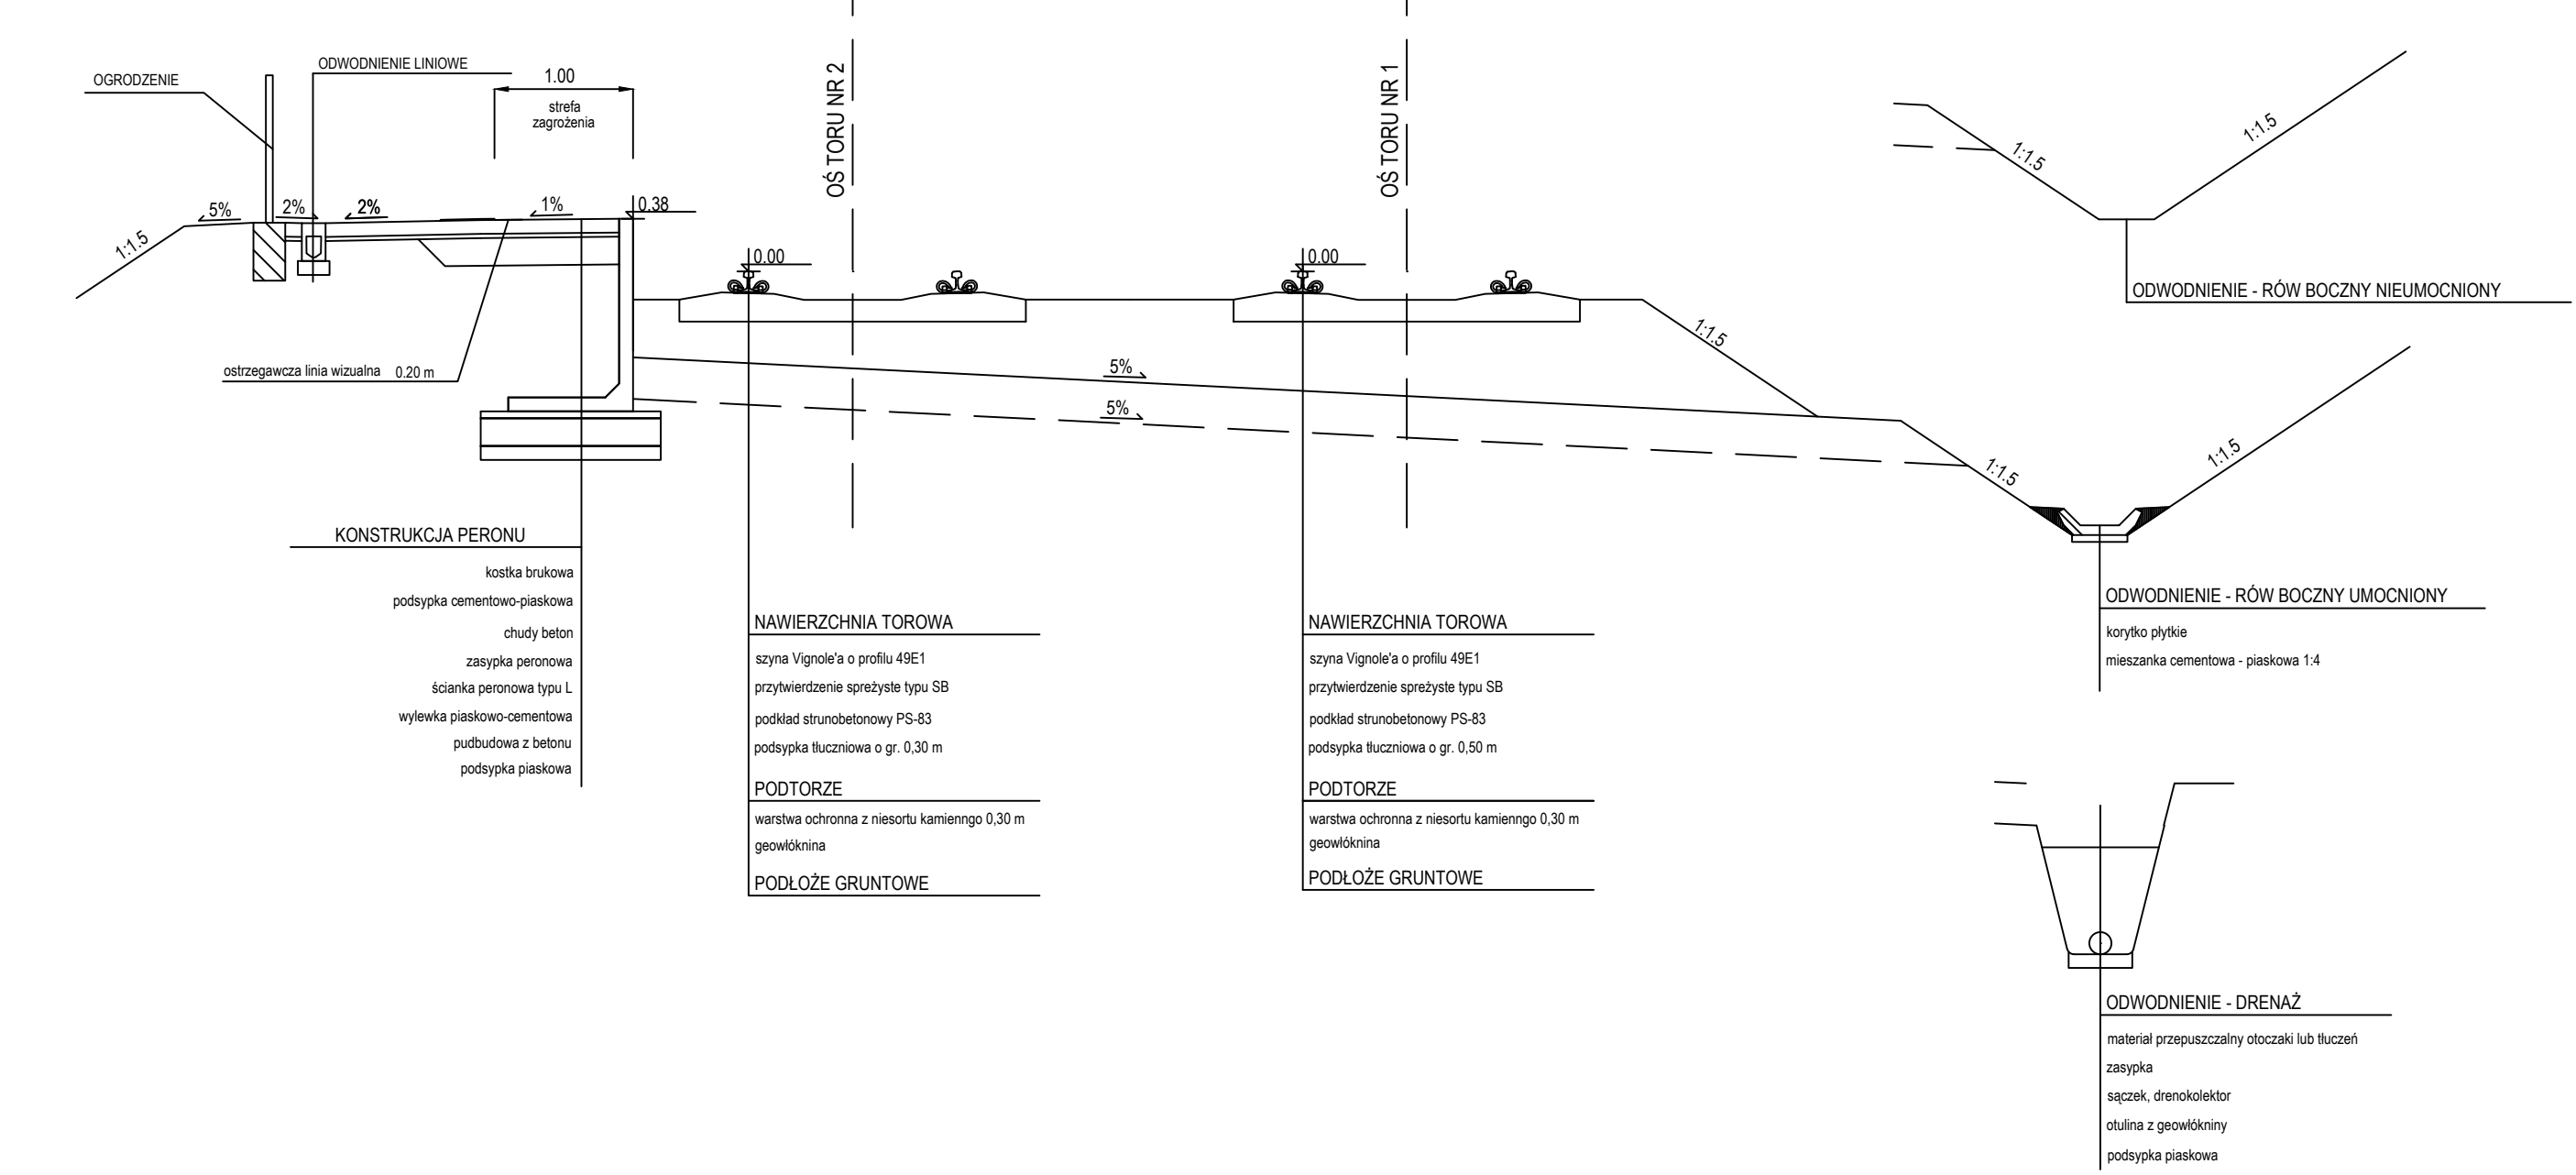 OGRODZENIE
ODWODNIENIE LINIOWE
1.00
strefa
zagrożenia
OŚ TORU NR 2
OŚ TORU NR 1
1:1.5
1:1.5
1:1.5
5%
2%
2%
1%
0.38
0.00
0.00
ODWODNIENIE - RÓW BOCZNY NIEUMOCNIONY
1:1.5
ostrzegawcza linia wizualna 0.20 m
5%
5%
1:1.5
1:1.5
KONSTRUKCJA PERONU
kostka brukowa
podsypka cementowo-piaskowa
chudy beton
zasypka peronowa
ścianka peronowa typu L
wylewka piaskowo-cementowa
pudbudowa z betonu
podsypka piaskowa
NAWIERZCHNIA TOROWA
szyna Vignole'a o profilu 49E1
przytwierdzenie spreżyste typu SB
podkład strunobetonowy PS-83
podsypka tłuczniowa o gr. 0,30 m
PODTORZE
warstwa ochronna z niesortu kamienngo 0,30 m
geowłóknina
PODŁOŻE GRUNTOWE
NAWIERZCHNIA TOROWA
szyna Vignole'a o profilu 49E1
przytwierdzenie spreżyste typu SB
podkład strunobetonowy PS-83
podsypka tłuczniowa o gr. 0,50 m
PODTORZE
warstwa ochronna z niesortu kamienngo 0,30 m
geowłóknina
PODŁOŻE GRUNTOWE
ODWODNIENIE - RÓW BOCZNY UMOCNIONY
korytko płytkie
mieszanka cementowa - piaskowa 1:4
ODWODNIENIE - DRENAŻ
materiał przepuszczalny otoczaki lub tłuczeń
zasypka
sączek, drenokolektor
otulina z geowłókniny
podsypka piaskowa